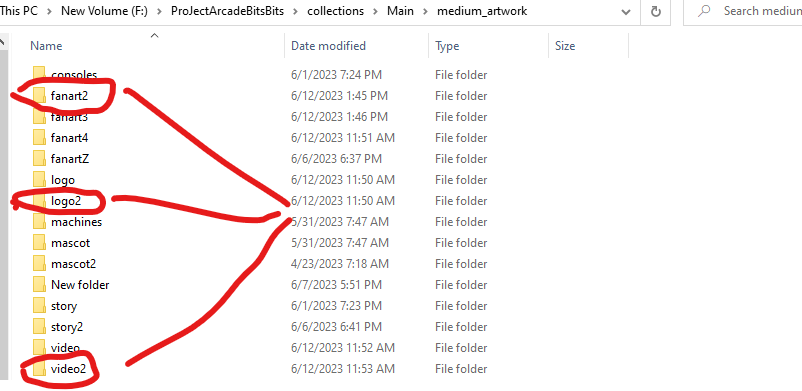 This PC > New Volume (F:) > ProJectArcadeBitsBits > collections > Main > medium_artwork Search medium
Name Date modified Type Size
consoles 6/1/2023 7:24 PM File folder
fanart2 6/12/2023 1:45 PM File folder
fanart3 6/12/2023 1:46 PM File folder
fanart4 6/12/2023 11:51 AM File folder
fanartZ 6/6/2023 6:37 PM File folder
logo 6/12/2023 11:50 AM File folder
logo2 6/12/2023 11:50 AM File folder
machines 5/31/2023 7:47 AM File folder
mascot 5/31/2023 7:47 AM File folder
mascot2 4/23/2023 7:18 AM File folder
New folder 6/7/2023 5:51 PM File folder
story 6/1/2023 7:23 PM File folder
story2 6/6/2023 6:41 PM File folder
video 6/12/2023 11:52 AM File folder
video2 6/12/2023 11:53 AM File folder